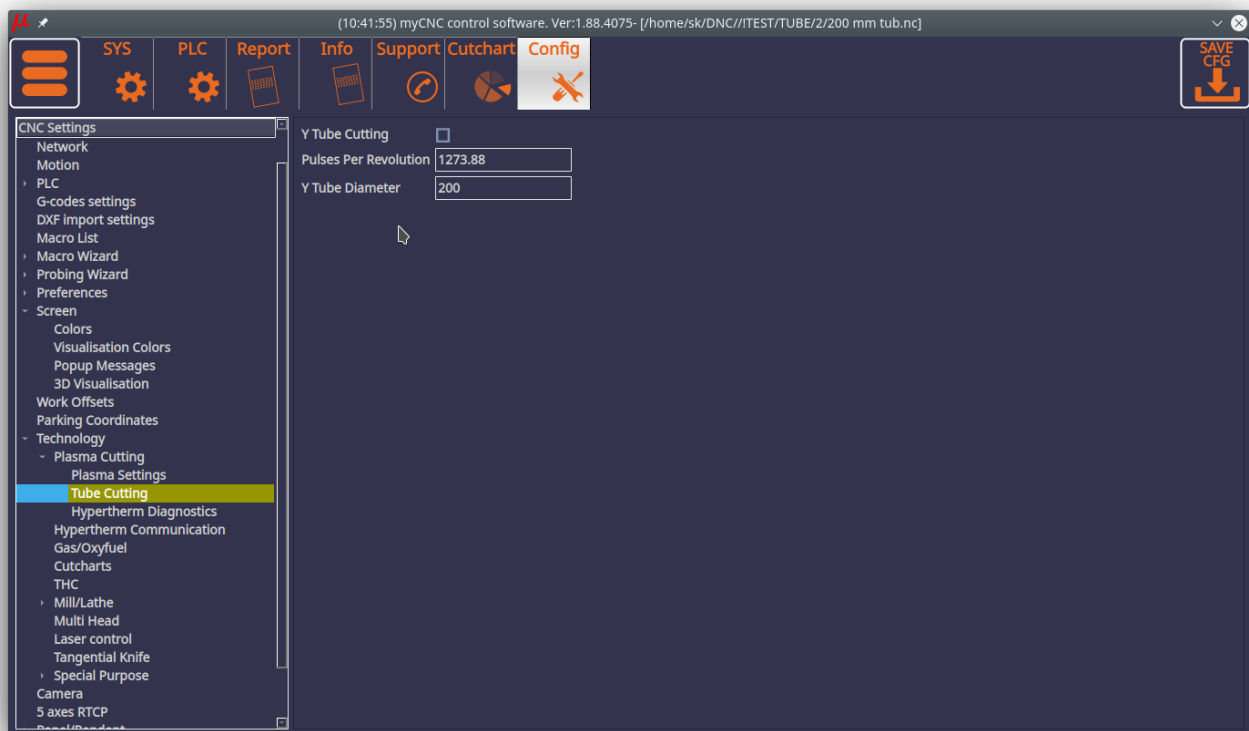 µ (10:41:55) myCNC control software. Ver:1.88.4075- [/home/sk/DNC//!TEST/TUBE/2/200 mm tub.nc]
SYS PLC Report Info Support Cutchart Config SAVE CFG
CNC Settings
Network
Motion
PLC
G-codes settings
DXF import settings
Macro List
Macro Wizard
Probing Wizard
Preferences
Screen
Colors
Visualisation Colors
Popup Messages
3D Visualisation
Work Offsets
Parking Coordinates
Technology
Plasma Cutting
Plasma Settings
Tube Cutting
Hypertherm Diagnostics
Hypertherm Communication
Gas/Oxyfuel
Cutcharts
THC
Mill/Lathe
Multi Head
Laser control
Tangential Knife
Special Purpose
Camera
5 axes RTCP
Panel/Pendant
Y Tube Cutting
Pulses Per Revolution 1273.88
Y Tube Diameter 200